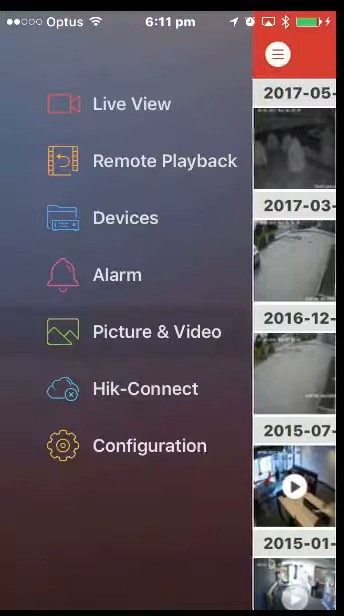 Optus 6:11 pm
Live View
Remote Playback
Devices
Alarm
Picture & Video
Hik-Connect
Configuration
2017-05-
2017-03-
2016-12-
2015-07-
2015-01-